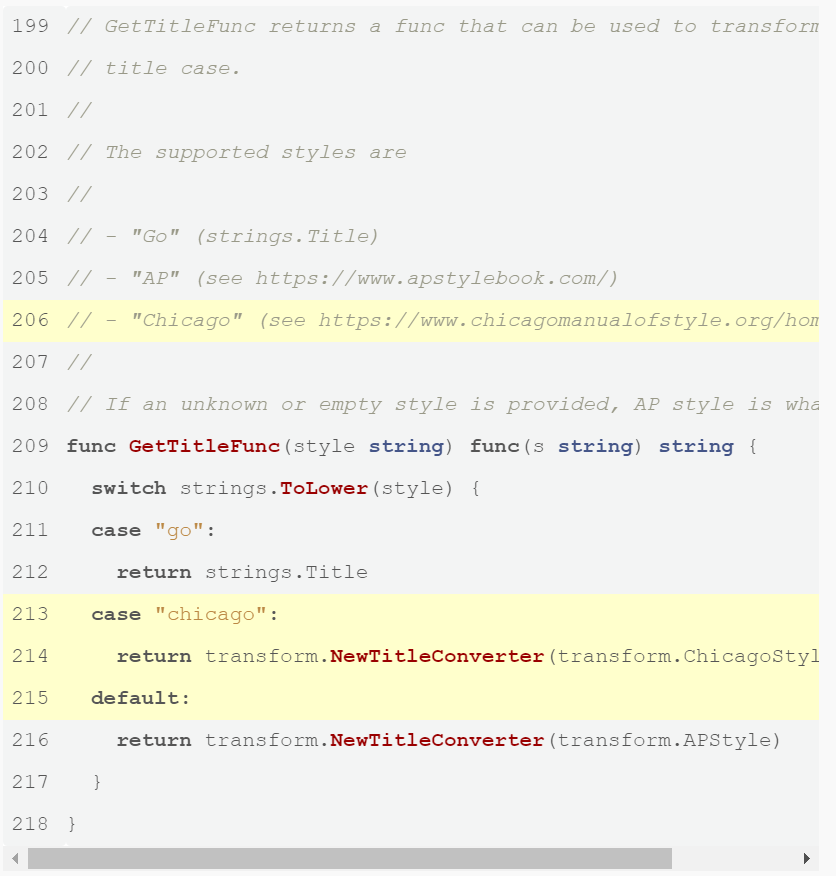 199 // GetTitleFunc returns a func that can be used to transform
200 // title case.
201 //
202 // The supported styles are
203 //
204 // - "Go" (strings.Title)
205 // - "AP" (see https://www.apstylebook.com/)
206 // - "Chicago" (see https://www.chicagomanualofstyle.org/hom
207 //
208 // If an unknown or empty style is provided, AP style is wha
209 func GetTitleFunc(style string) func(s string) string {
210   switch strings.ToLower(style) {
211   case "go":
212     return strings.Title
213   case "chicago":
214     return transform.NewTitleConverter(transform.ChicagoStyl
215   default:
216     return transform.NewTitleConverter(transform.APStyle)
217   }
218 }